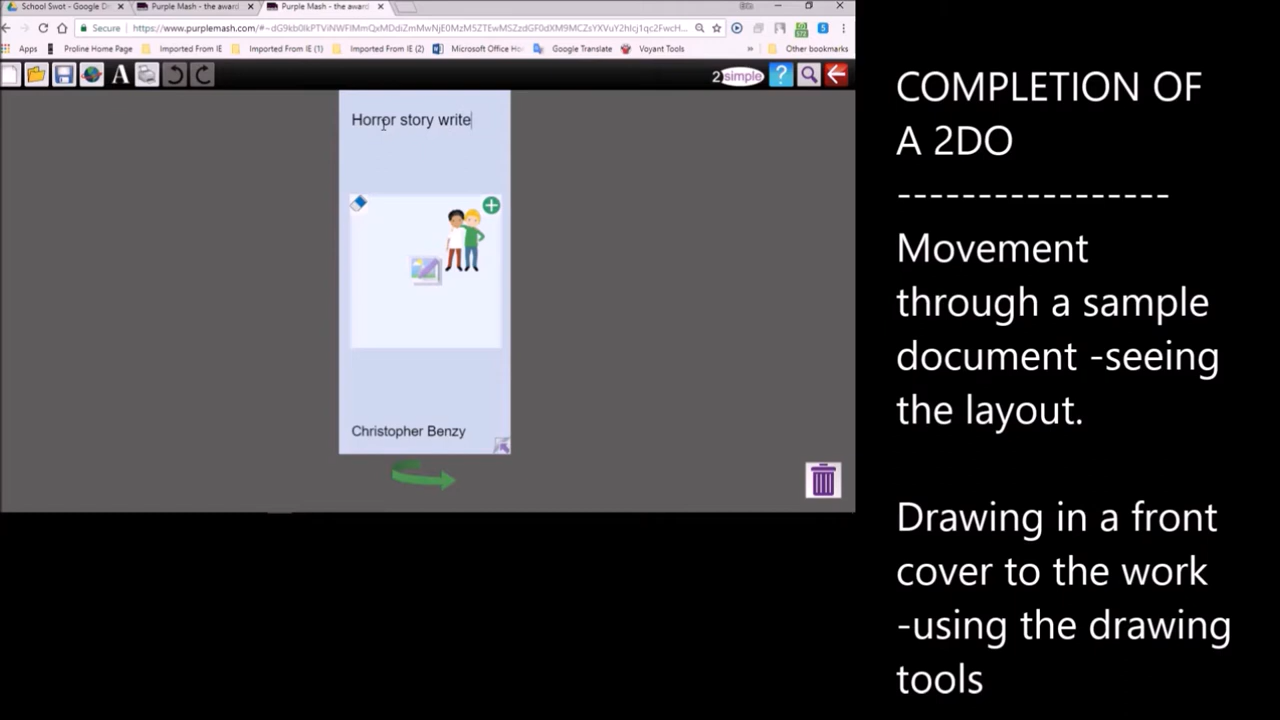 School Swot - Google D
Purple Mash - the award
Purple Mash - the award
Secure
Apps
Proline Home Page
Imported From IE
Imported From IE (1)
Imported From IE (2)
Microsoft Office Ho
Google Translate
Voyant Tools
»
Other bookmarks
A
2simple
?
Horror story write
Christopher Benzy
COMPLETION OF
A 2DO
-----------------
Movement
through a sample
document -seeing
the layout.
Drawing in a front
cover to the work
-using the drawing
tools